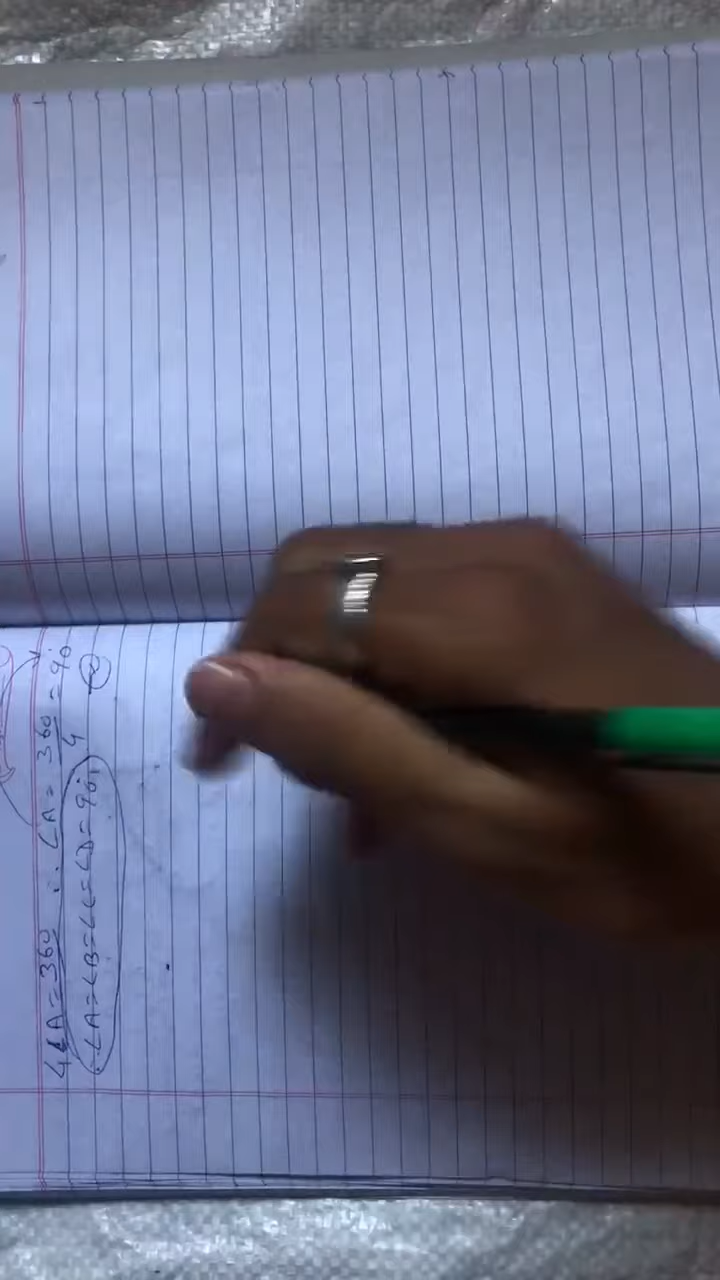 4∠A=360 ∴ ∠A = 360/4 = 90°
∴∠A=∠B=∠C=∠D=90°